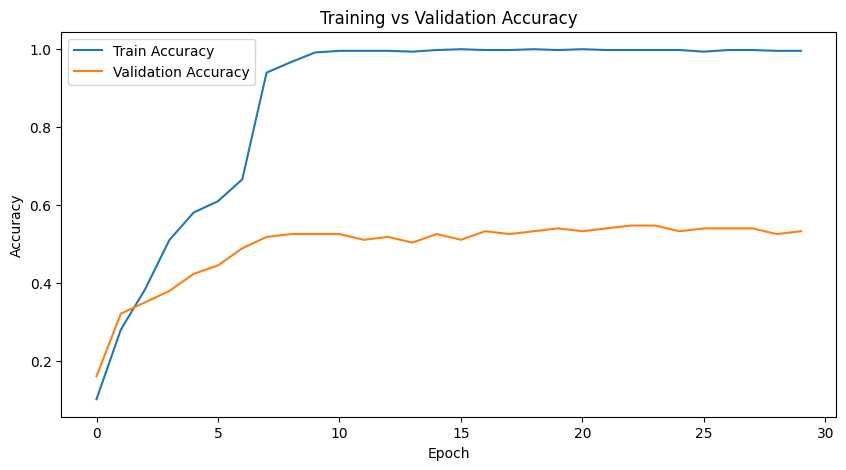 Training vs Validation Accuracy
Train Accuracy
Validation Accuracy
Accuracy
1.0
0.8
0.6
0.4
0.2
0 5 10 15 20 25 30
Epoch